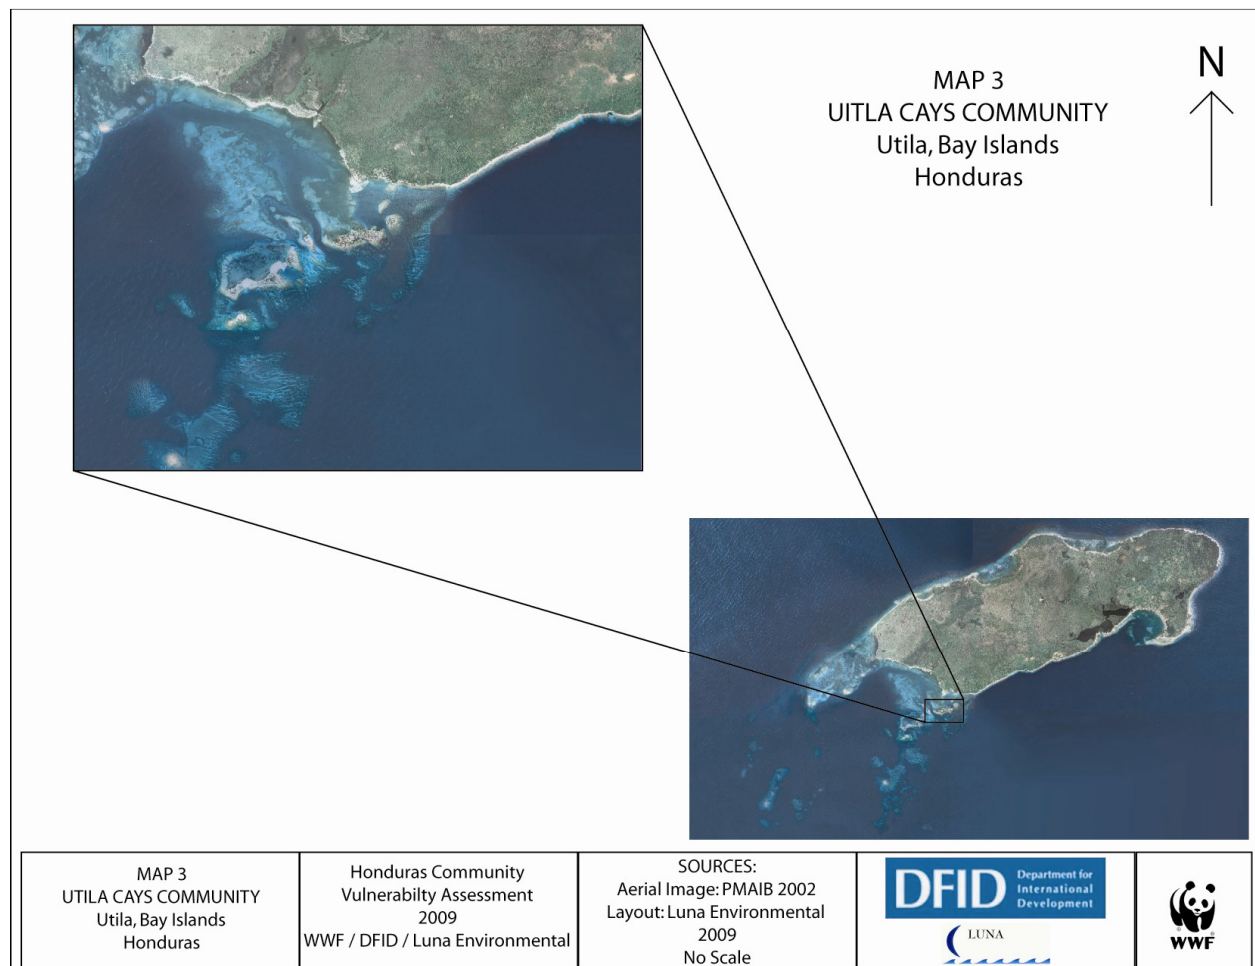 MAP 3
UITLA CAYS COMMUNITY
Utila, Bay Islands
Honduras
N
MAP 3
UTILA CAYS COMMUNITY
Utila, Bay Islands
Honduras
Honduras Community
Vulnerabilty Assessment
2009
WWF / DFID / Luna Environmental
SOURCES:
Aerial Image: PMAIB 2002
Layout: Luna Environmental
2009
No Scale
DFID
Department for
International
Development
LUNA
WWF